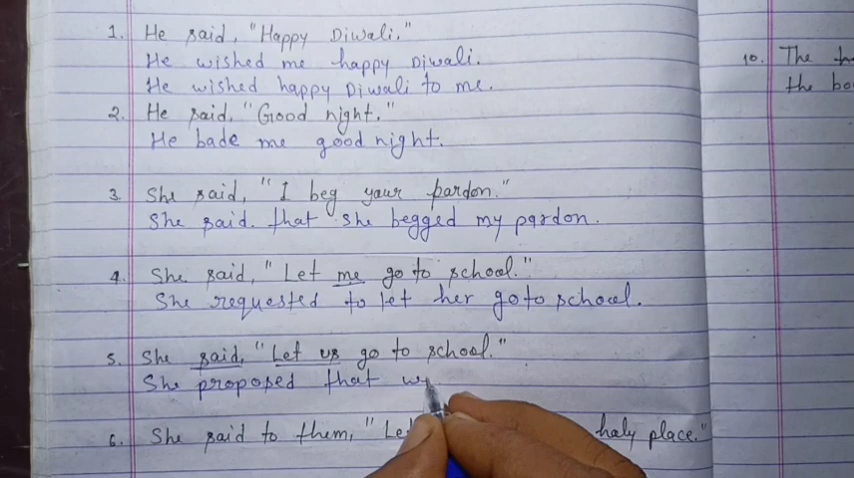 1. He said, "Happy Diwali."
He wished me happy Diwali.
He wished happy Diwali to me.
2. He said, "Good night."
He bade me good night.
3. She said, "I beg your pardon."
She said that she begged my pardon.
4. She said, "Let me go to school."
She requested to let her go to school.
5. She said, "Let us go to school."
She proposed that
6. She said to them, "Let holy place."
10. The
the